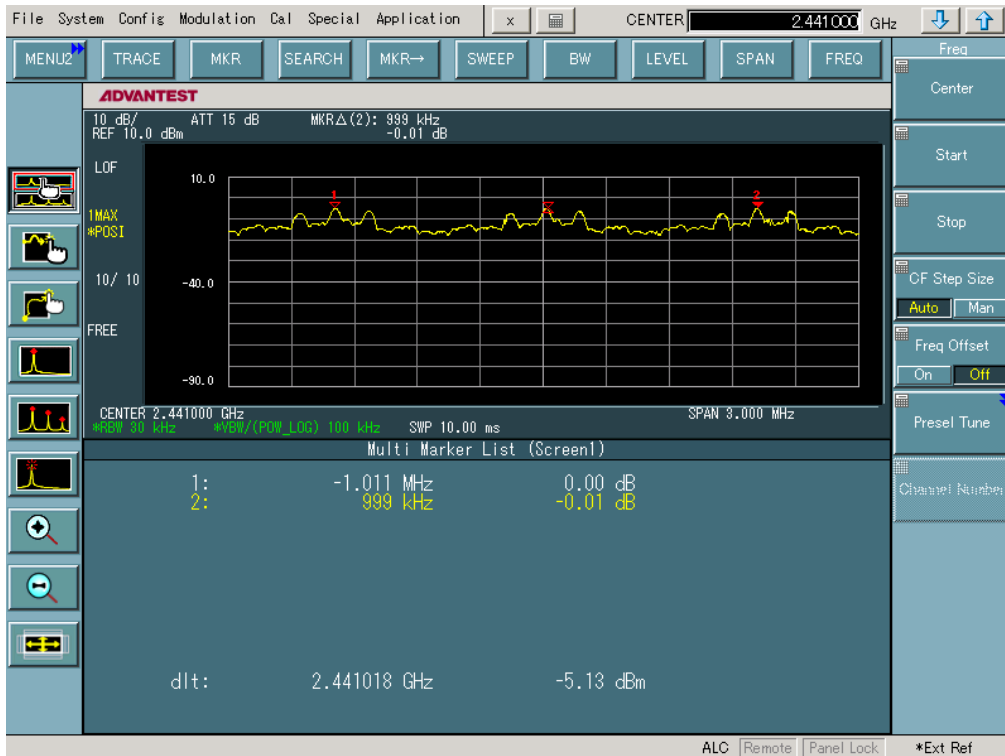 File System Config Modulation Cal Special Application x CENTER 2.441000 GHz
MENU2 TRACE MKR SEARCH MKR→ SWEEP BW LEVEL SPAN FREQ
Freq
Center
Start
Stop
CF Step Size
Auto Man
Freq Offset
On Off
Presel Tune
Channel Number
ADVANTEST
10 dB/ ATT 15 dB MKRΔ(2): 999 kHz
REF 10.0 dBm -0.01 dB
LOF
10.0
1
2
1MAX
*POSI
10/ 10
-40.0
FREE
-90.0
CENTER 2.441000 GHz SPAN 3.000 MHz
*RBW 30 kHz *VBW/(POW_LOG) 100 kHz SWP 10.00 ms
Multi Marker List (Screen1)
1: -1.011 MHz 0.00 dB
2: 999 kHz -0.01 dB
dlt: 2.441018 GHz -5.13 dBm
ALC Remote Panel Lock *Ext Ref